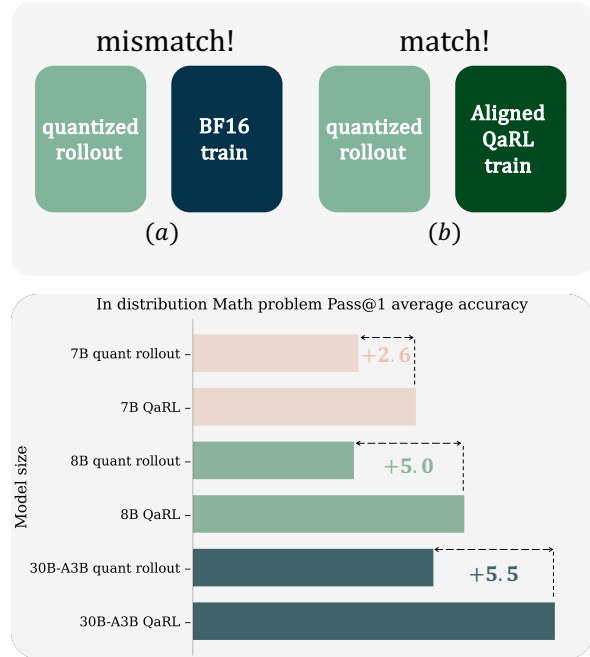 mismatch!
match!
quantized
rollout
BF16
train
quantized
rollout
Aligned
QaRL
train
(a)
(b)
In distribution Math problem Pass@1 average accuracy
Model size
7B quant rollout
+2.6
7B QaRL
8B quant rollout
+5.0
8B QaRL
30B-A3B quant rollout
+5.5
30B-A3B QaRL